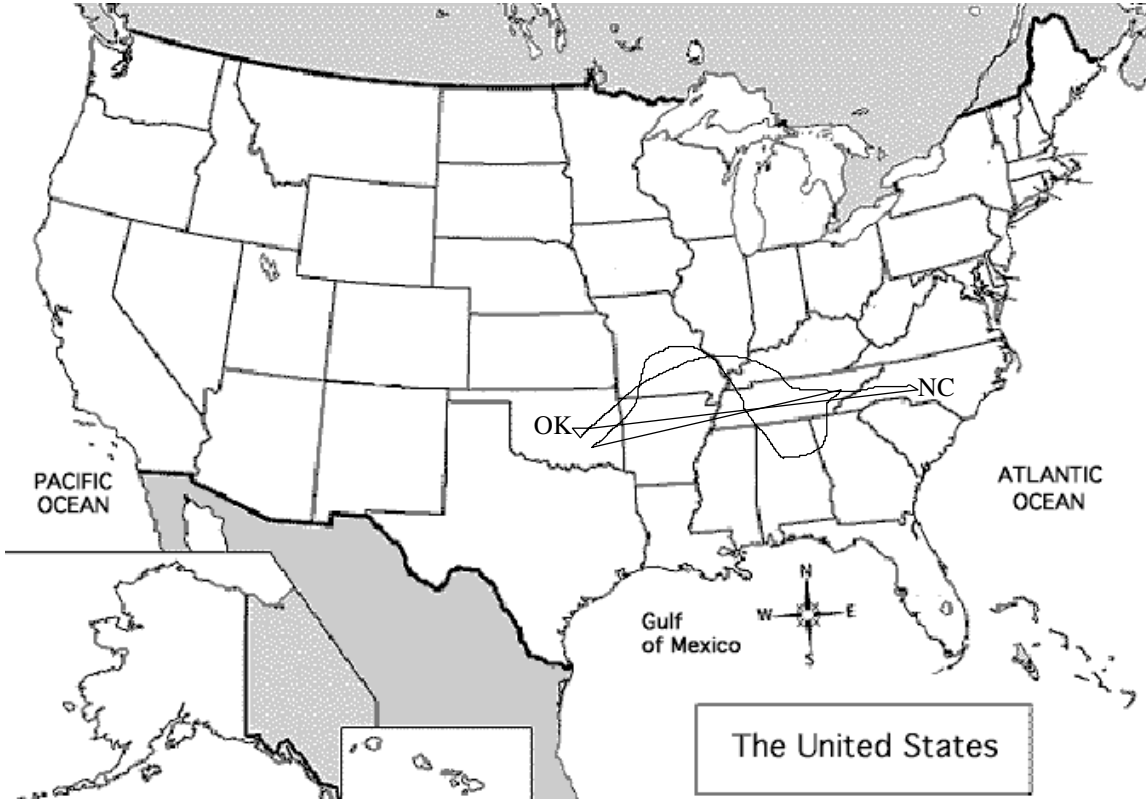 NC
OK
PACIFIC
OCEAN
ATLANTIC
OCEAN
N
W E
S
Gulf
of Mexico
The United States